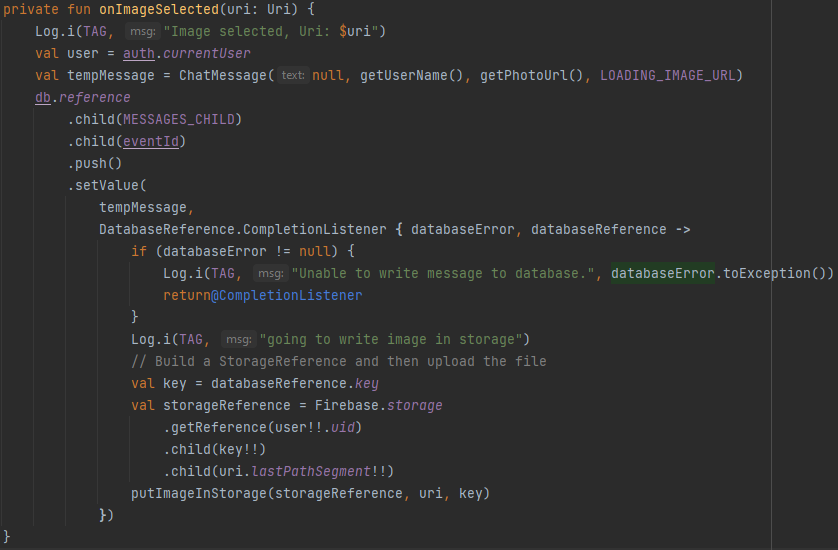 private fun onImageSelected(uri: Uri) {
    Log.i(TAG, msg: "Image selected, Uri: $uri")
    val user = auth.currentUser
    val tempMessage = ChatMessage( text: null, getUserName(), getPhotoUrl(), LOADING_IMAGE_URL)
    db.reference
        .child(MESSAGES_CHILD)
        .child(eventId)
        .push()
        .setValue(
            tempMessage,
            DatabaseReference.CompletionListener { databaseError, databaseReference ->
                if (databaseError != null) {
                    Log.i(TAG, msg: "Unable to write message to database.", databaseError.toException())
                    return@CompletionListener
                }
                Log.i(TAG, msg: "going to write image in storage")
                // Build a StorageReference and then upload the file
                val key = databaseReference.key
                val storageReference = Firebase.storage
                    .getReference(user!!.uid)
                    .child(key!!)
                    .child(uri.lastPathSegment!!)
                putImageInStorage(storageReference, uri, key)
            })
}